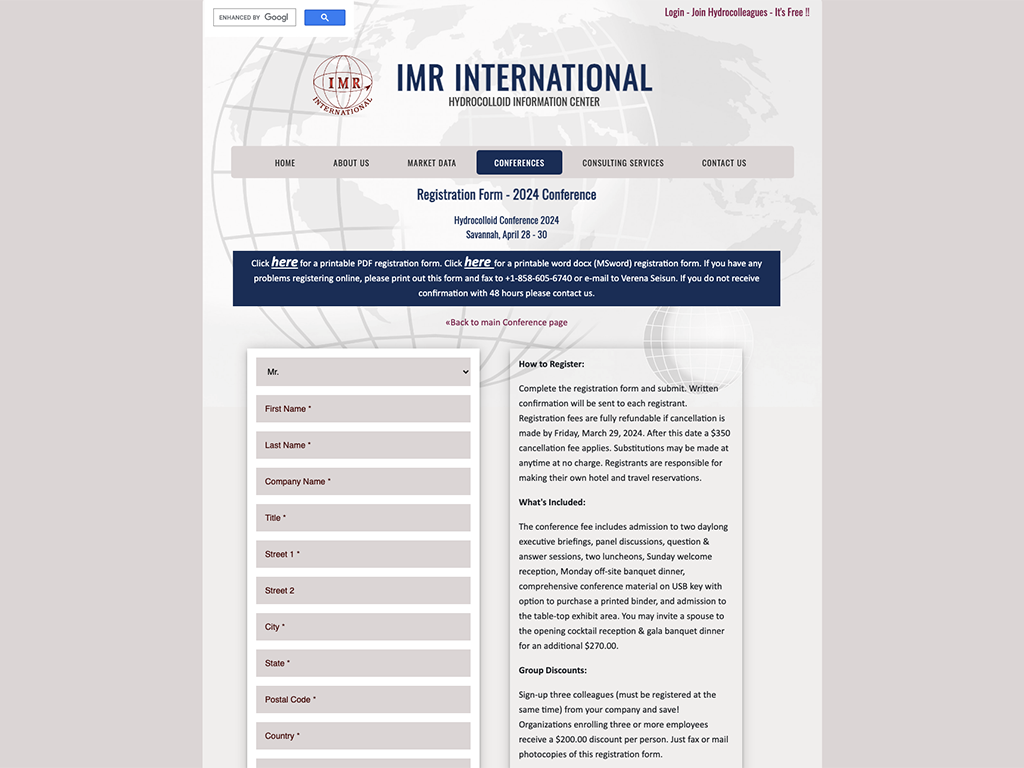 ENHANCED BY Google
Login - Join Hydrocolleagues - It's Free !!
IMR
INTERNATIONAL
IMR INTERNATIONAL
HYDROCOLLOID INFORMATION CENTER
HOME ABOUT US MARKET DATA CONFERENCES CONSULTING SERVICES CONTACT US
Registration Form - 2024 Conference
Hydrocolloid Conference 2024
Savannah, April 28 - 30
Click here for a printable PDF registration form. Click here for a printable word docx (MSword) registration form. If you have any
problems registering online, please print out this form and fax to +1-858-605-6740 or e-mail to Verena Seisun. If you do not receive
confirmation with 48 hours please contact us.
«Back to main Conference page
Mr.
First Name *
Last Name *
Company Name *
Title *
Street 1 *
Street 2
City *
State *
Postal Code *
Country *
How to Register:
Complete the registration form and submit. Written
confirmation will be sent to each registrant.
Registration fees are fully refundable if cancellation is
made by Friday, March 29, 2024. After this date a $350
cancellation fee applies. Substitutions may be made at
anytime at no charge. Registrants are responsible for
making their own hotel and travel reservations.
What's Included:
The conference fee includes admission to two daylong
executive briefings, panel discussions, question &
answer sessions, two luncheons, Sunday welcome
reception, Monday off-site banquet dinner,
comprehensive conference material on USB key with
option to purchase a printed binder, and admission to
the table-top exhibit area. You may invite a spouse to
the opening cocktail reception & gala banquet dinner
for an additional $270.00.
Group Discounts:
Sign-up three colleagues (must be registered at the
same time) from your company and save!
Organizations enrolling three or more employees
receive a $200.00 discount per person. Just fax or mail
photocopies of this registration form.